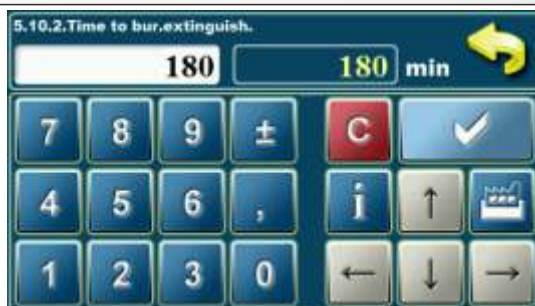 5.10.2.Time to bur.extinguish.
180 180 min
7 8 9 ± C
4 5 6 , i ↑
1 2 3 0 ← ↓ →